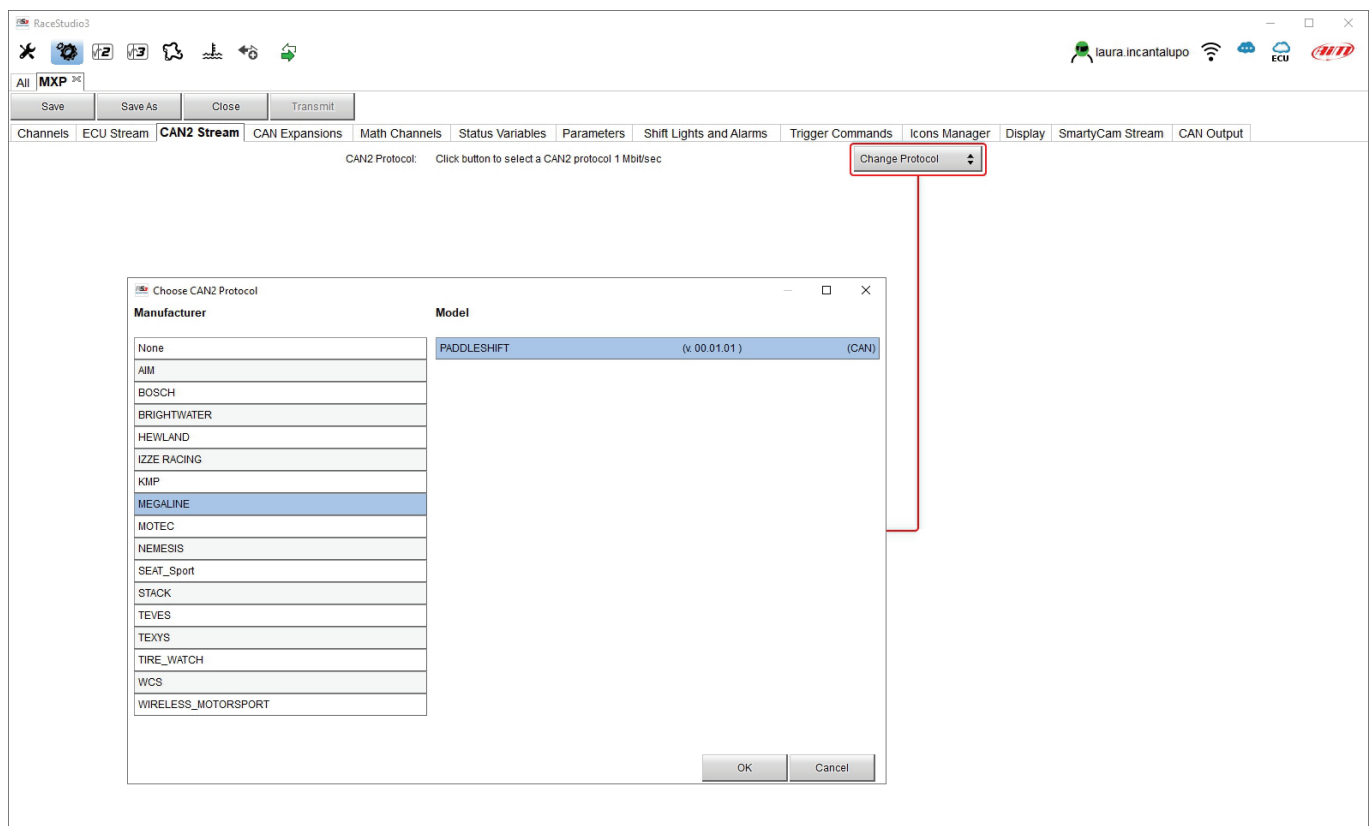 RaceStudio3
laura.incantalupo
ECU
AiM
All MXP
Save Save As Close Transmit
Channels ECU Stream CAN2 Stream CAN Expansions Math Channels Status Variables Parameters Shift Lights and Alarms Trigger Commands Icons Manager Display SmartyCam Stream CAN Output
CAN2 Protocol: Click button to select a CAN2 protocol 1 Mbit/sec Change Protocol
Choose CAN2 Protocol
Manufacturer Model
None PADDLESHIFT (v. 00.01.01 ) (CAN)
AIM
BOSCH
BRIGHTWATER
HEWLAND
IZZE RACING
KMP
MEGALINE
MOTEC
NEMESIS
SEAT_Sport
STACK
TEVES
TEXYS
TIRE_WATCH
WCS
WIRELESS_MOTORSPORT
OK Cancel